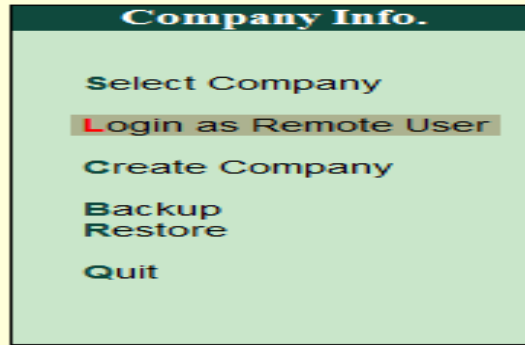 Company Info.
Select Company
Login as Remote User
Create Company
Backup
Restore
Quit